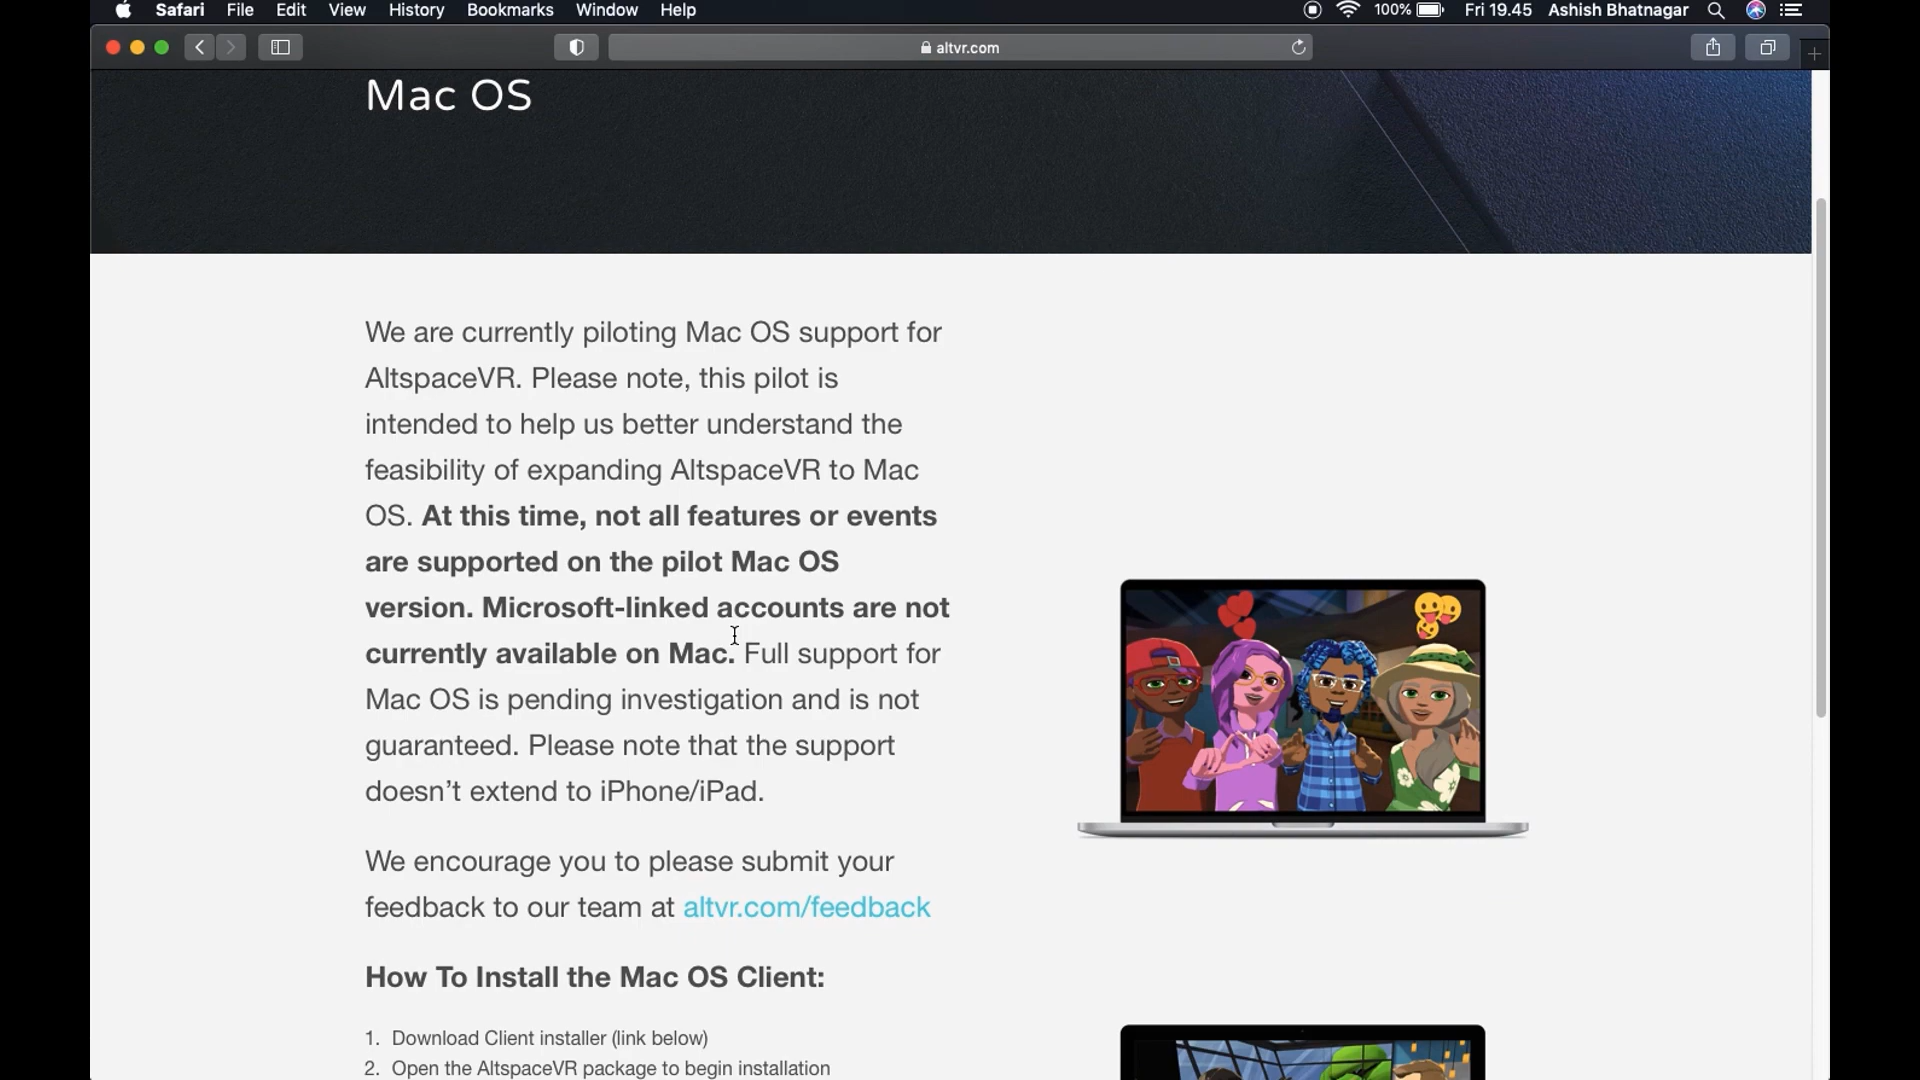 Safari File Edit View History Bookmarks Window Help 100% Fri 19.45 Ashish Bhatnagar
altvr.com
Mac OS
We are currently piloting Mac OS support for
AltspaceVR. Please note, this pilot is
intended to help us better understand the
feasibility of expanding AltspaceVR to Mac
OS. At this time, not all features or events
are supported on the pilot Mac OS
version. Microsoft-linked accounts are not
currently available on Mac. Full support for
Mac OS is pending investigation and is not
guaranteed. Please note that the support
doesn’t extend to iPhone/iPad.
We encourage you to please submit your
feedback to our team at altvr.com/feedback
How To Install the Mac OS Client:
1. Download Client installer (link below)
2. Open the AltspaceVR package to begin installation